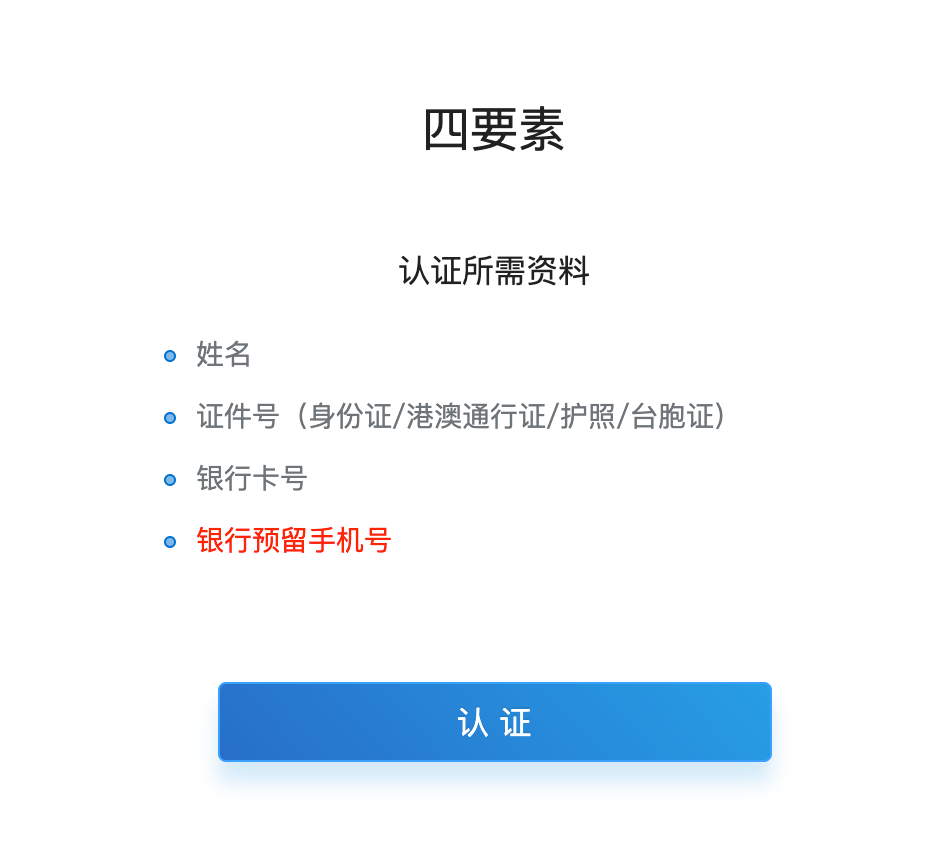 四要素
认证所需资料
姓名
证件号（身份证/港澳通行证/护照/台胞证）
银行卡号
银行预留手机号
认 证